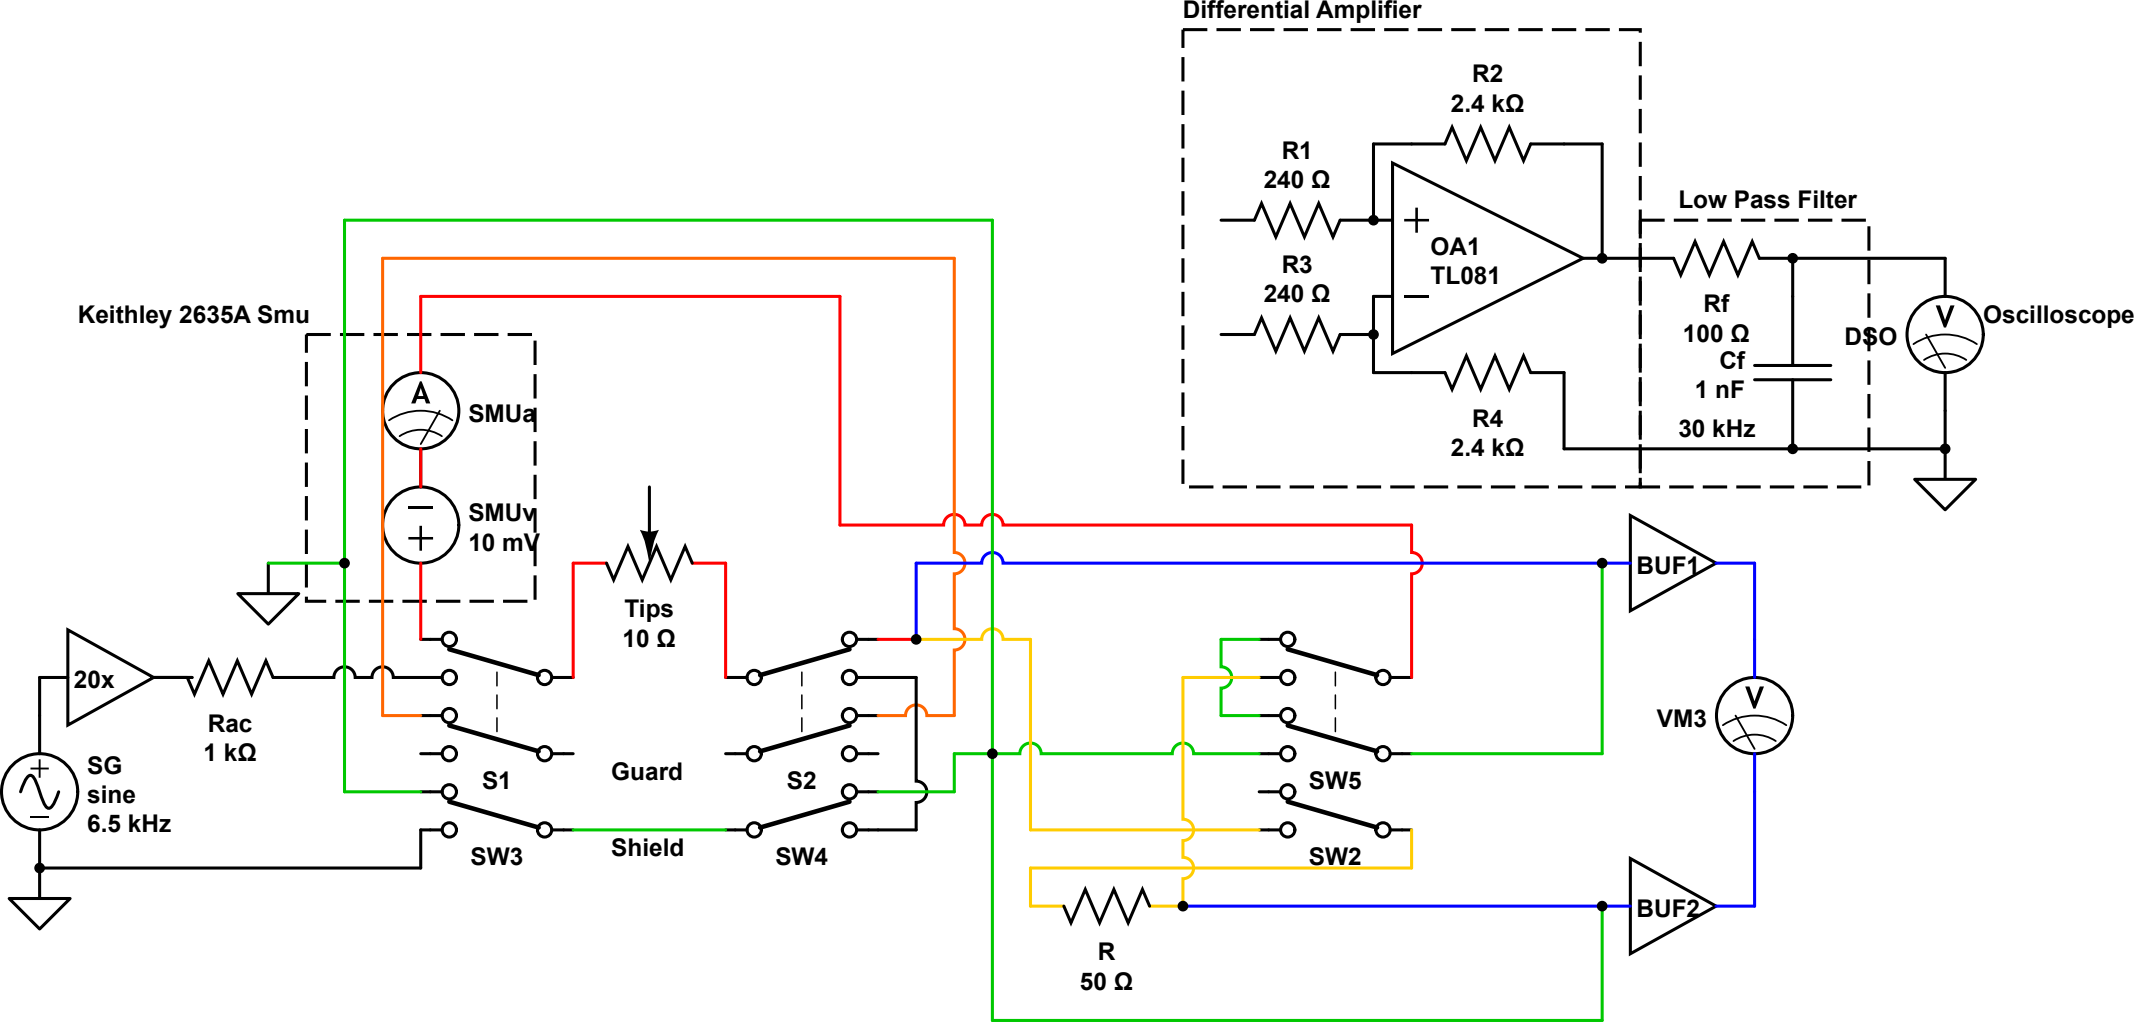 Differential Amplifier
R2
2.4 kΩ
R1
240 Ω
Low Pass Filter
+
OA1
TL081
R3
240 Ω
—
Rf
100 Ω
Keithley 2635A Smu
V
Oscilloscope
DSO
Cf
1 nF
A
SMUa
R4
2.4 kΩ
30 kHz
—
SMUv
10 mV
+
BUF1
Tips
10 Ω
20x
V
Rac
1 kΩ
VM3
SG
sine
6.5 kHz
+
—
S1
Guard
S2
SW5
SW3
Shield
SW4
SW2
BUF2
R
50 Ω